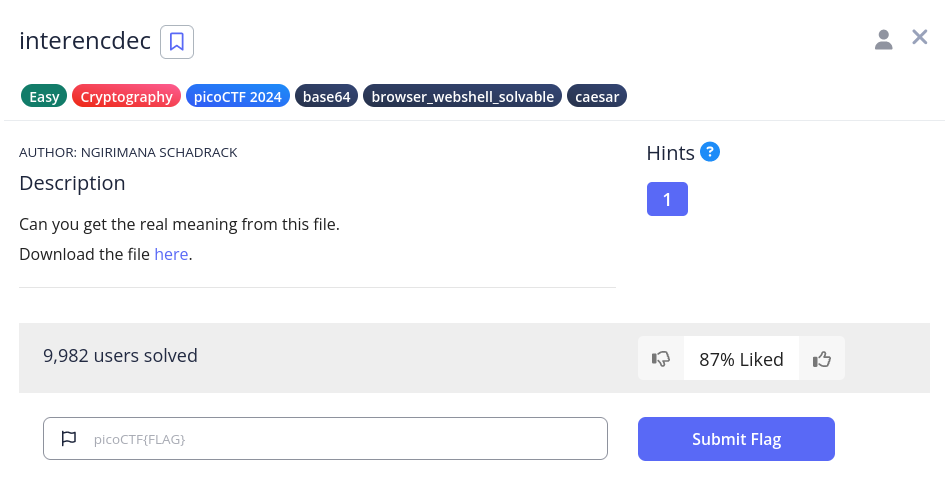 interencdec
Easy Cryptography picoCTF 2024 base64 browser_webshell_solvable caesar
AUTHOR: NGIRIMANA SCHADRACK
Description
Can you get the real meaning from this file.
Download the file here.
Hints ?
1
9,982 users solved
87% Liked
picoCTF{FLAG}
Submit Flag